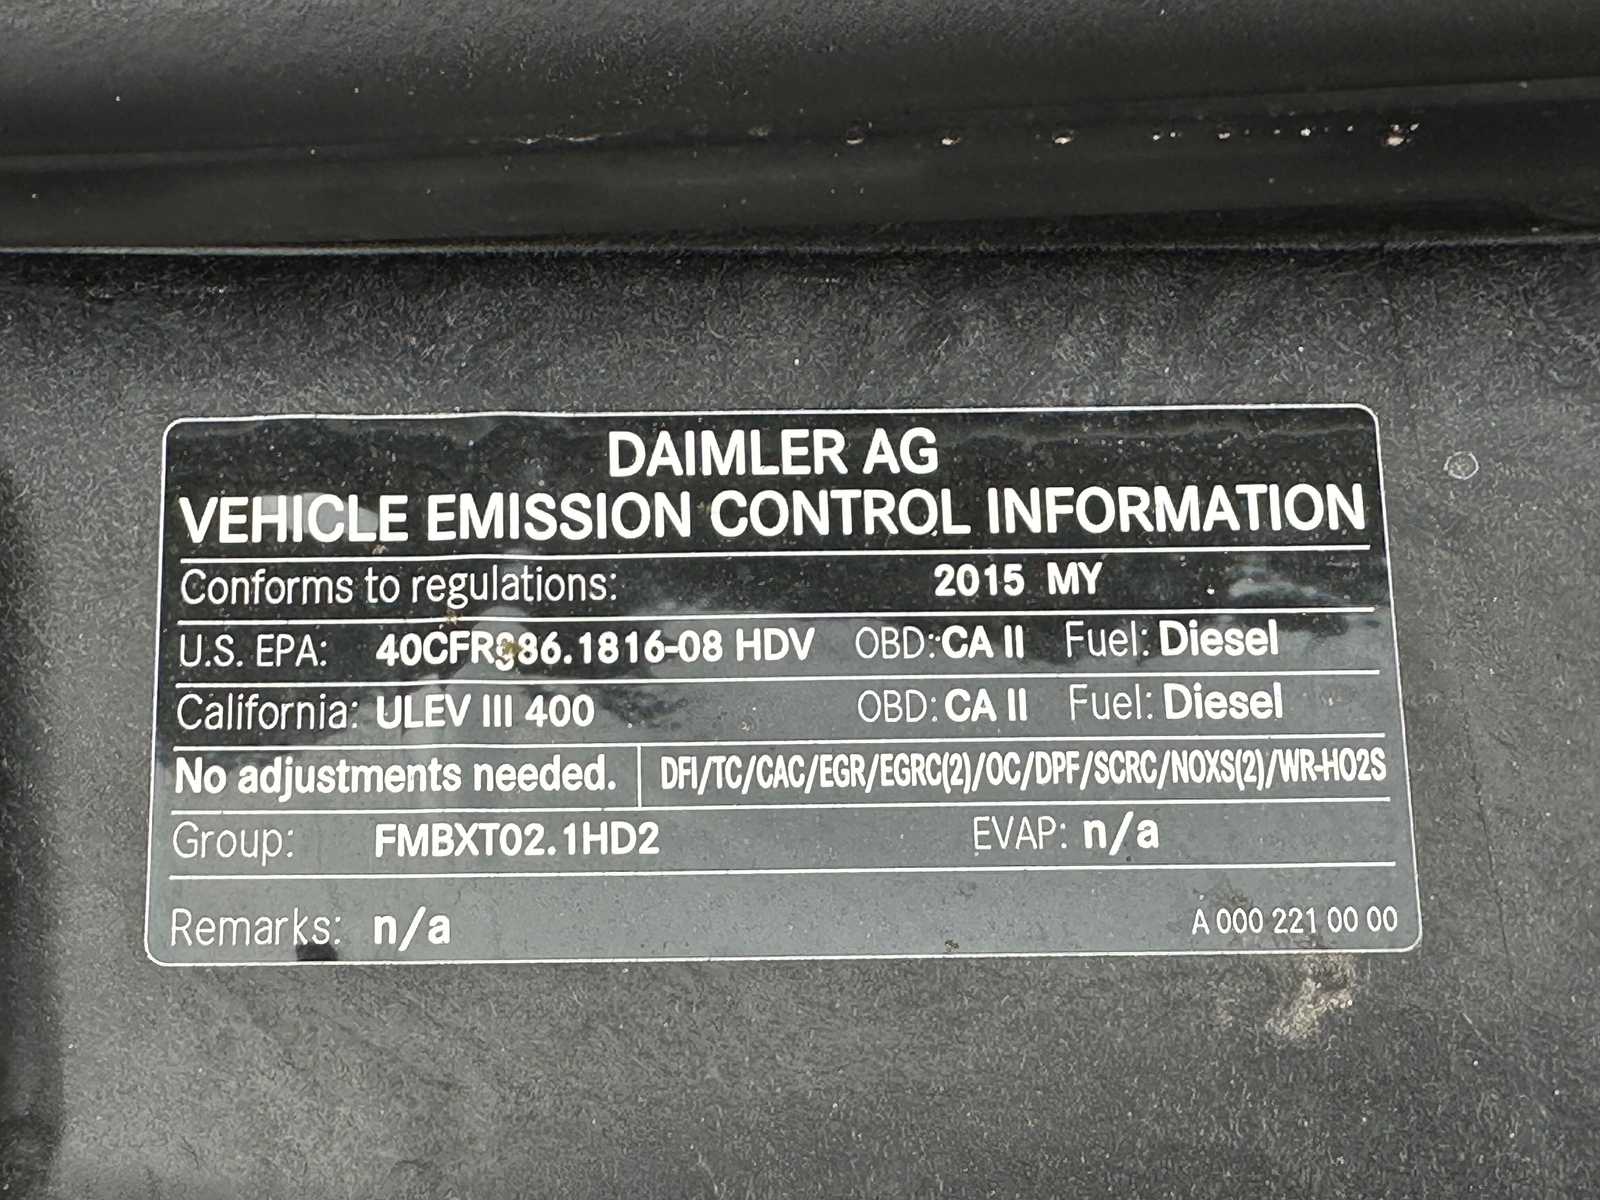 DAIMLER AG
VEHICLE EMISSION CONTROL INFORMATION
Conforms to regulations: 2015 MY
U.S. EPA: 40CFR§86.1816-08 HDV OBD: CA II Fuel: Diesel
California: ULEV III 400 OBD: CA II Fuel: Diesel
No adjustments needed. DFI/TC/CAC/EGR/EGRC(2)/OC/DPF/SCRC/NOXS(2)/WR-HO2S
Group: FMBXT02.1HD2 EVAP: n/a
Remarks: n/a A 000 221 00 00